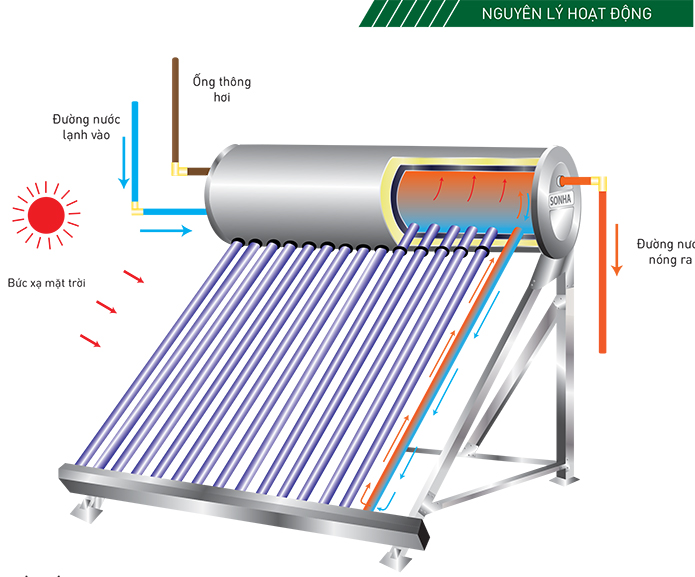 NGUYÊN LÝ HOẠT ĐỘNG
Ống thông
hơi
Đường nước
lạnh vào
SONHA
Đường nướ
nóng ra
Bức xạ mặt trời